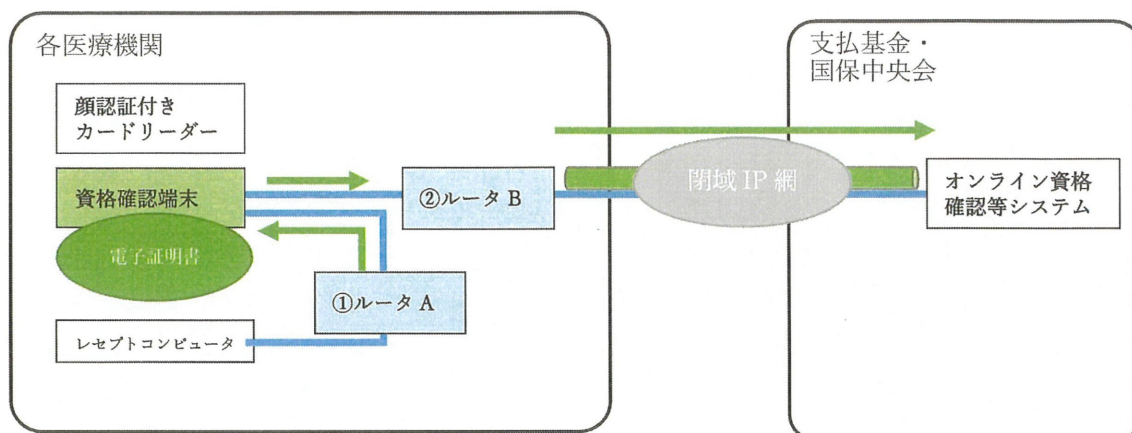 各医療機関
顔認証付き
カードリーダー
資格確認端末
電子証明書
レセプトコンピュータ
①ルータ A
②ルータ B
閉域 IP 網
支払基金・
国保中央会
オンライン資格
確認等システム